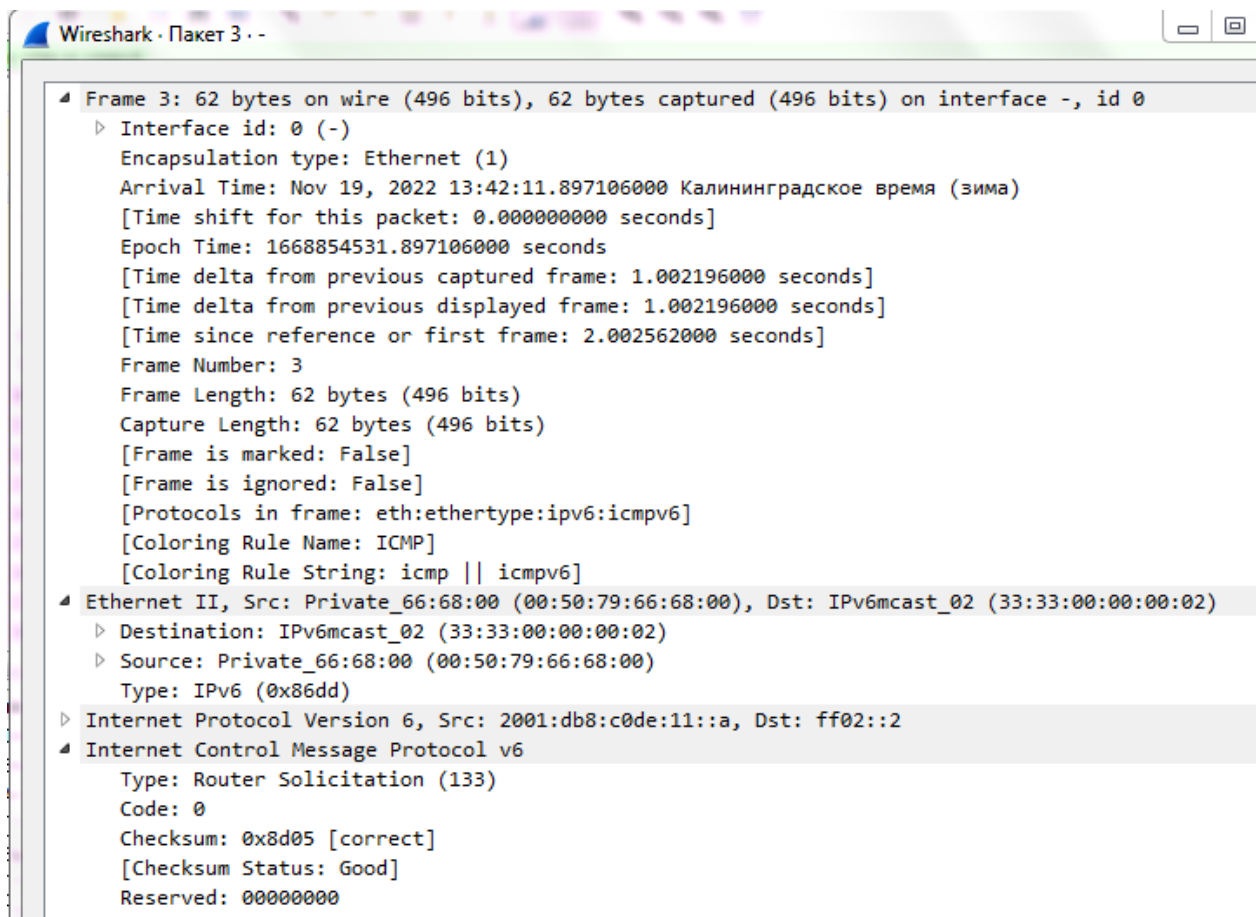 Wireshark · Пакет 3 · -
Frame 3: 62 bytes on wire (496 bits), 62 bytes captured (496 bits) on interface -, id 0
Interface id: 0 (-)
Encapsulation type: Ethernet (1)
Arrival Time: Nov 19, 2022 13:42:11.897106000 Калининградское время (зима)
[Time shift for this packet: 0.000000000 seconds]
Epoch Time: 1668854531.897106000 seconds
[Time delta from previous captured frame: 1.002196000 seconds]
[Time delta from previous displayed frame: 1.002196000 seconds]
[Time since reference or first frame: 2.002562000 seconds]
Frame Number: 3
Frame Length: 62 bytes (496 bits)
Capture Length: 62 bytes (496 bits)
[Frame is marked: False]
[Frame is ignored: False]
[Protocols in frame: eth:ethertype:ipv6:icmpv6]
[Coloring Rule Name: ICMP]
[Coloring Rule String: icmp || icmpv6]
Ethernet II, Src: Private_66:68:00 (00:50:79:66:68:00), Dst: IPv6mcast_02 (33:33:00:00:00:02)
Destination: IPv6mcast_02 (33:33:00:00:00:02)
Source: Private_66:68:00 (00:50:79:66:68:00)
Type: IPv6 (0x86dd)
Internet Protocol Version 6, Src: 2001:db8:c0de:11::a, Dst: ff02::2
Internet Control Message Protocol v6
Type: Router Solicitation (133)
Code: 0
Checksum: 0x8d05 [correct]
[Checksum Status: Good]
Reserved: 00000000